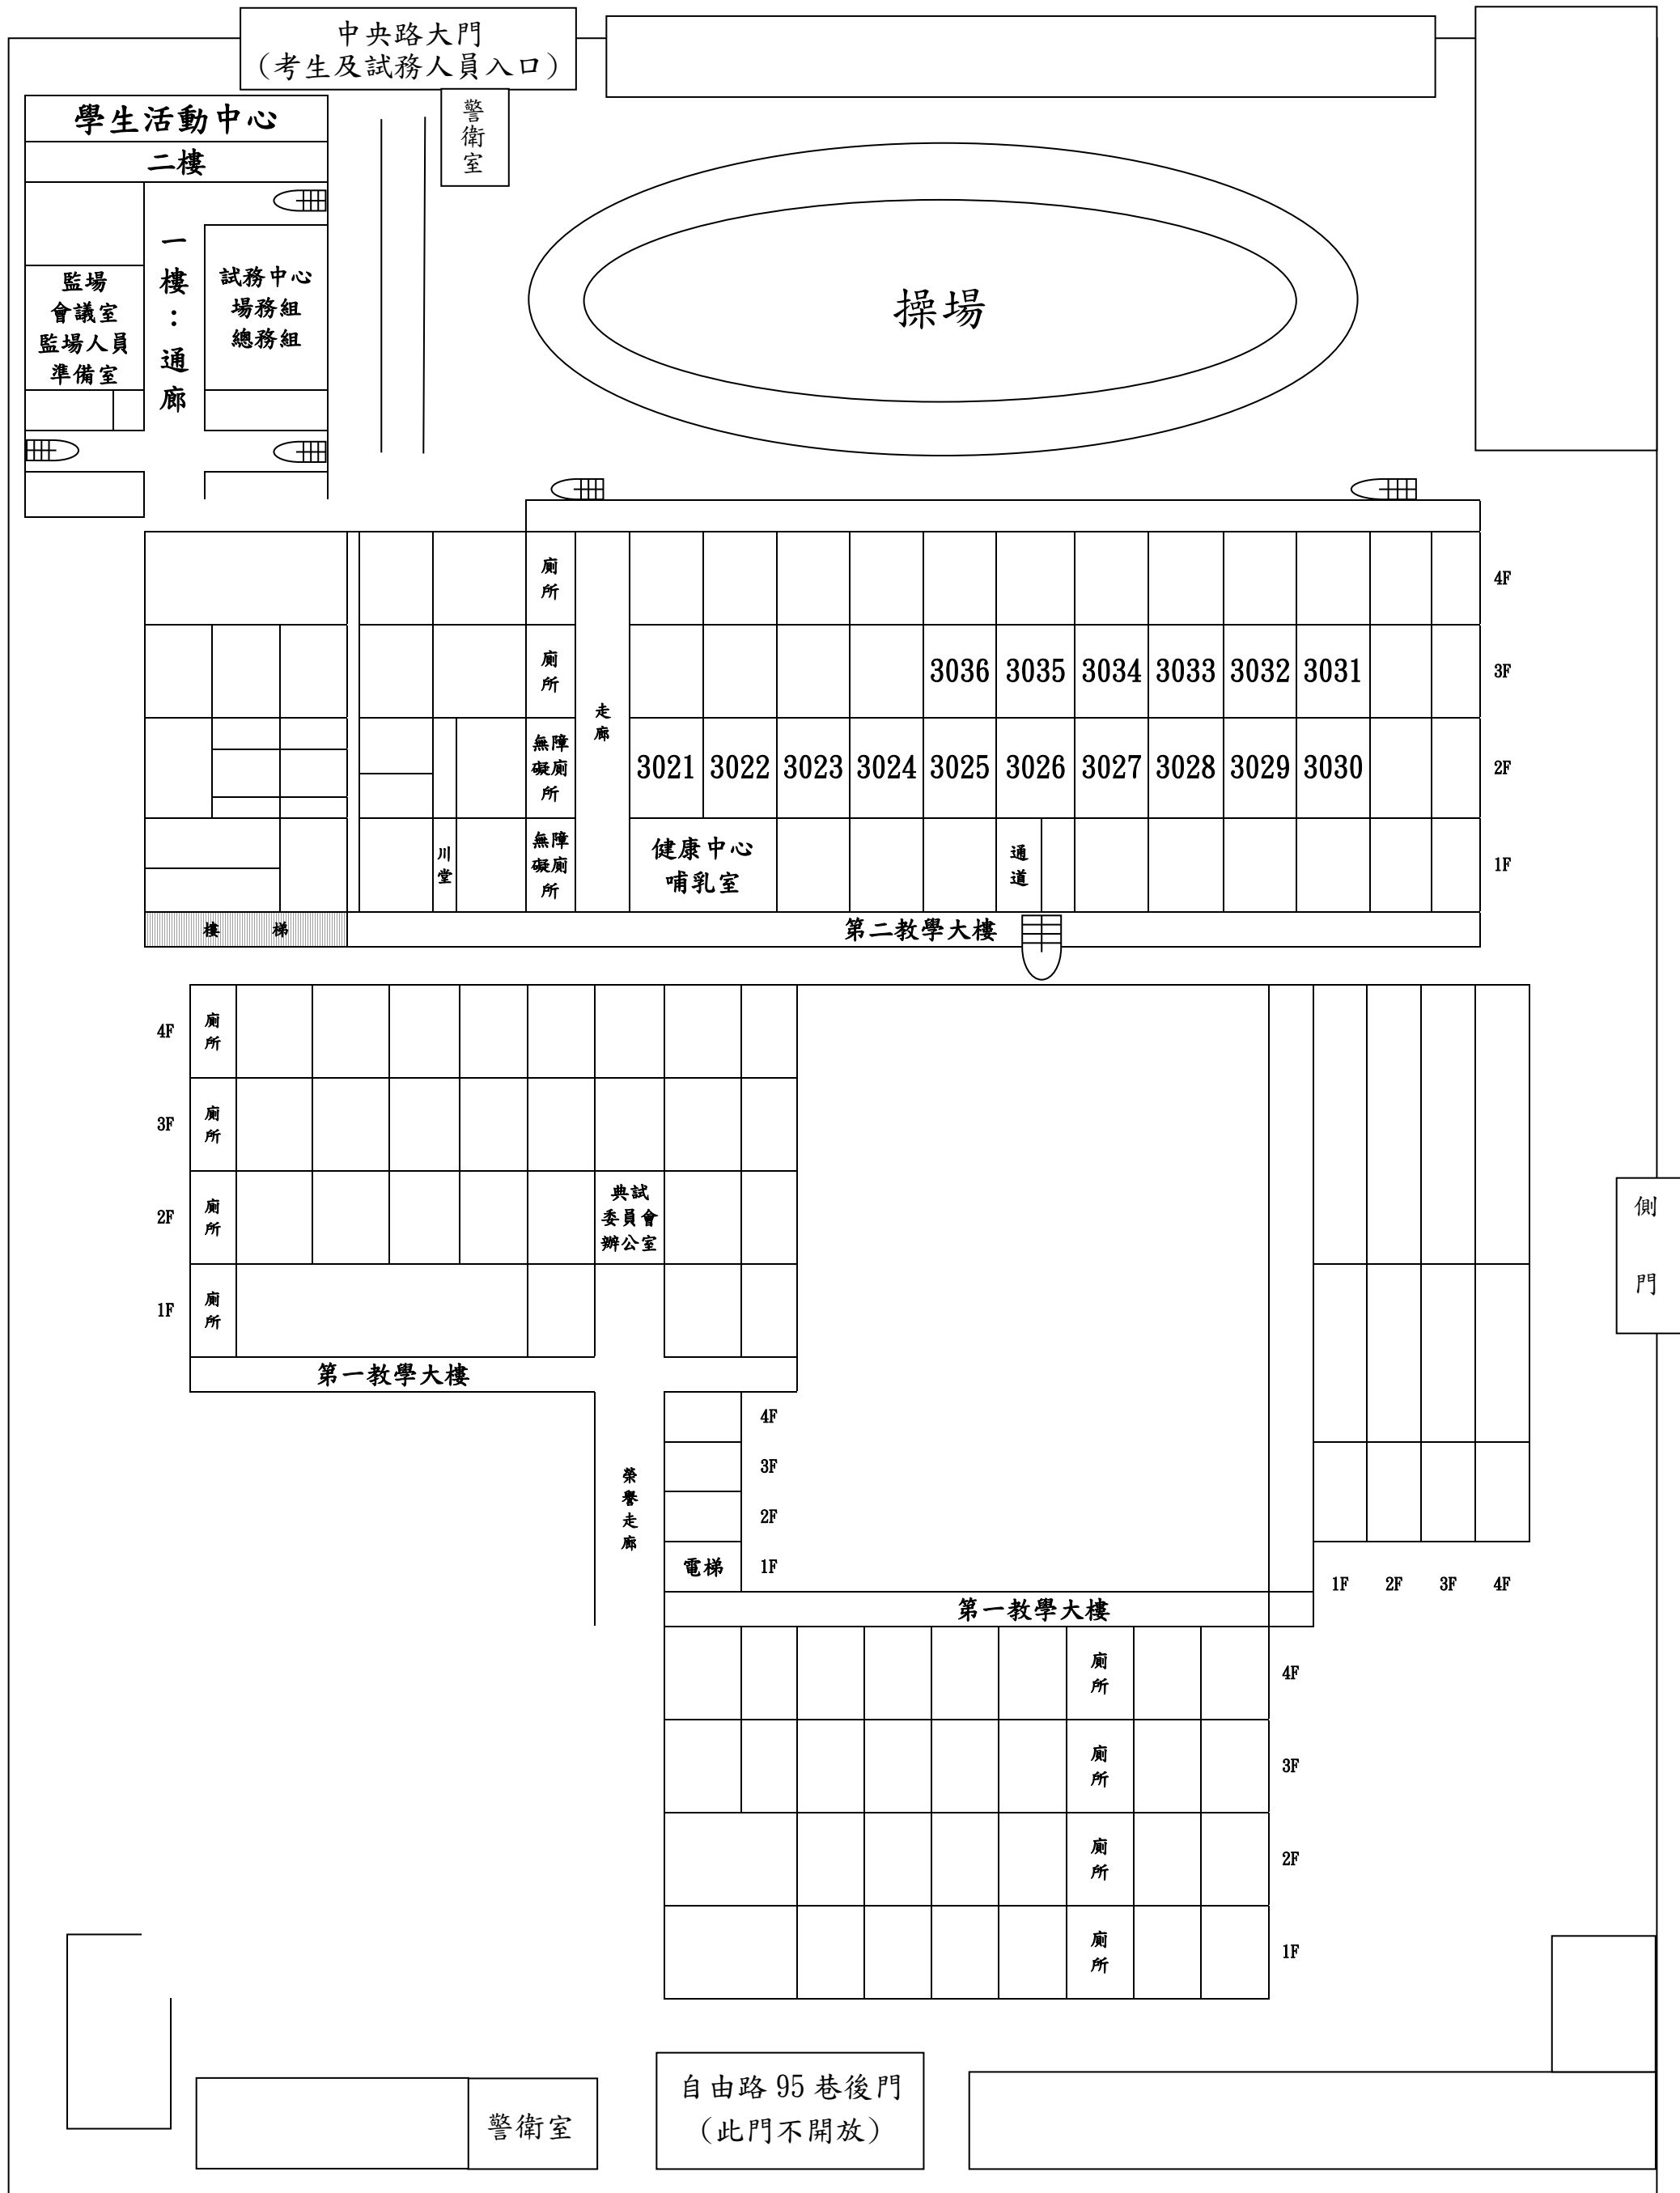 中央路大門
（考生及試務人員入口）
警衛室
學生活動中心
二樓
一樓：通廊
監場
會議室
監場人員
準備室
試務中心
場務組
總務組
操場
廁所
4F
廁所
3036 3035 3034 3033 3032 3031
3F
走廊
無障礙廁所
3021 3022 3023 3024 3025 3026 3027 3028 3029 3030
2F
川堂
無障礙廁所
健康中心
哺乳室
通道
1F
樓 梯
第二教學大樓
4F
廁所
3F
廁所
2F
廁所
典試
委員會
辦公室
1F
廁所
第一教學大樓
側門
榮譽走廊
4F
3F
2F
電梯
1F
1F 2F 3F 4F
第一教學大樓
廁所
4F
廁所
3F
廁所
2F
廁所
1F
警衛室
自由路 95 巷後門
（此門不開放）